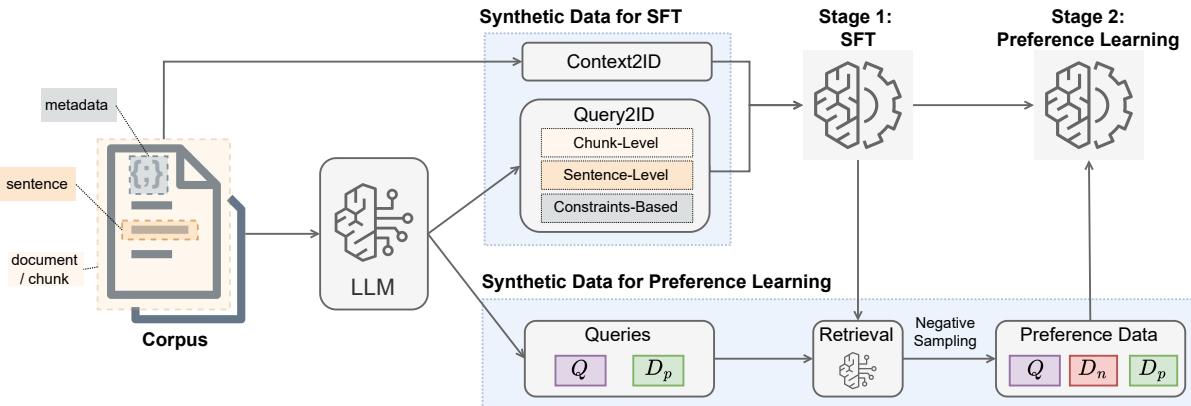 Synthetic Data for SFT
Stage 1:
SFT
Stage 2:
Preference Learning
Context2ID
metadata
{;}
Query2ID
Chunk-Level
Sentence-Level
Constraints-Based
sentence
document
/ chunk
LLM
Corpus
Synthetic Data for Preference Learning
Queries
Q
D_p
Retrieval
Negative
Sampling
Preference Data
Q
D_n
D_p